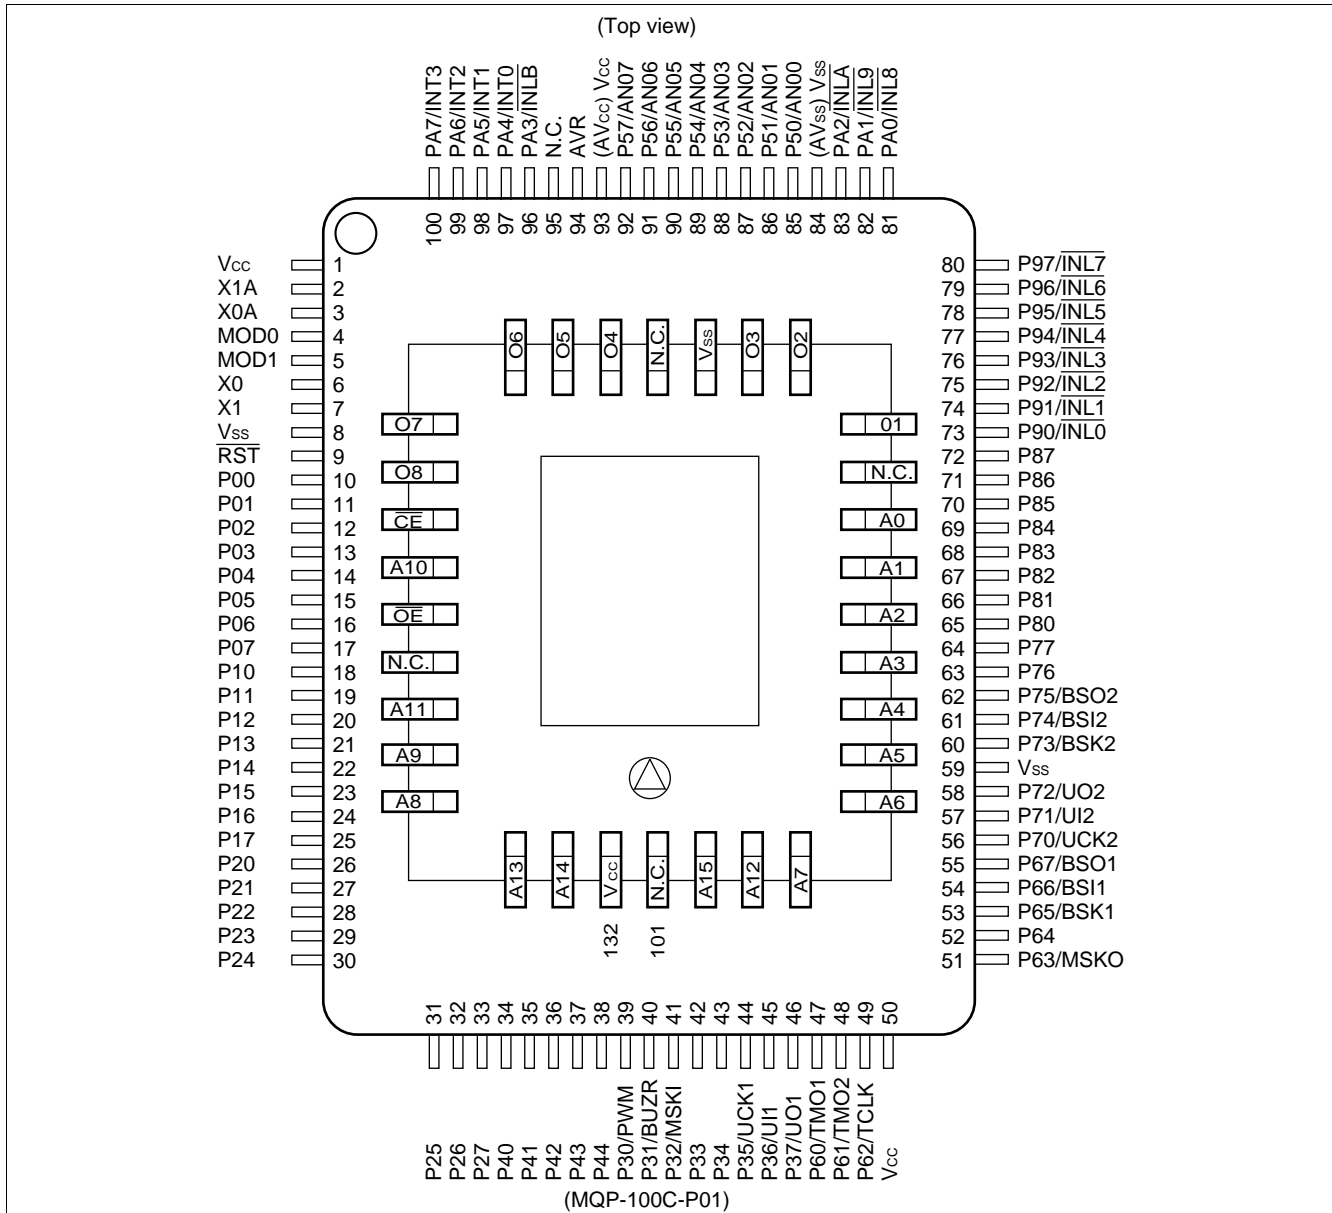 (Top view)
PA7/INT3
PA6/INT2
PA5/INT1
PA4/INT0
PA3/INLB
N.C.
AVR
(AVcc) Vcc
P57/AN07
P56/AN06
P55/AN05
P54/AN04
P53/AN03
P52/AN02
P51/AN01
P50/AN00
(AVss) Vss
PA2/INLA
PA1/INL9
PA0/INL8
100
99
98
97
96
95
94
93
92
91
90
89
88
87
86
85
84
83
82
81
Vcc 1
X1A 2
X0A 3
MOD0 4
MOD1 5
X0 6
X1 7
Vss 8
RST 9
P00 10
P01 11
P02 12
P03 13
P04 14
P05 15
P06 16
P07 17
P10 18
P11 19
P12 20
P13 21
P14 22
P15 23
P16 24
P17 25
P20 26
P21 27
P22 28
P23 29
P24 30
O6
O5
O4
N.C.
Vss
O3
O2
O7
O8
CE
A10
OE
N.C.
A11
A9
A8
01
N.C.
A0
A1
A2
A3
A4
A5
A6
A13
A14
Vcc
N.C.
A15
A12
A7
132
101
80 P97/INL7
79 P96/INL6
78 P95/INL5
77 P94/INL4
76 P93/INL3
75 P92/INL2
74 P91/INL1
73 P90/INL0
72 P87
71 P86
70 P85
69 P84
68 P83
67 P82
66 P81
65 P80
64 P77
63 P76
62 P75/BSO2
61 P74/BSI2
60 P73/BSK2
59 Vss
58 P72/UO2
57 P71/UI2
56 P70/UCK2
55 P67/BSO1
54 P66/BSI1
53 P65/BSK1
52 P64
51 P63/MSKO
31
32
33
34
35
36
37
38
39
40
41
42
43
44
45
46
47
48
49
50
P25
P26
P27
P40
P41
P42
P43
P44
P30/PWM
P31/BUZR
P32/MSKI
P33
P34
P35/UCK1
P36/UI1
P37/UO1
P60/TMO1
P61/TMO2
P62/TCLK
Vcc
(MQP-100C-P01)